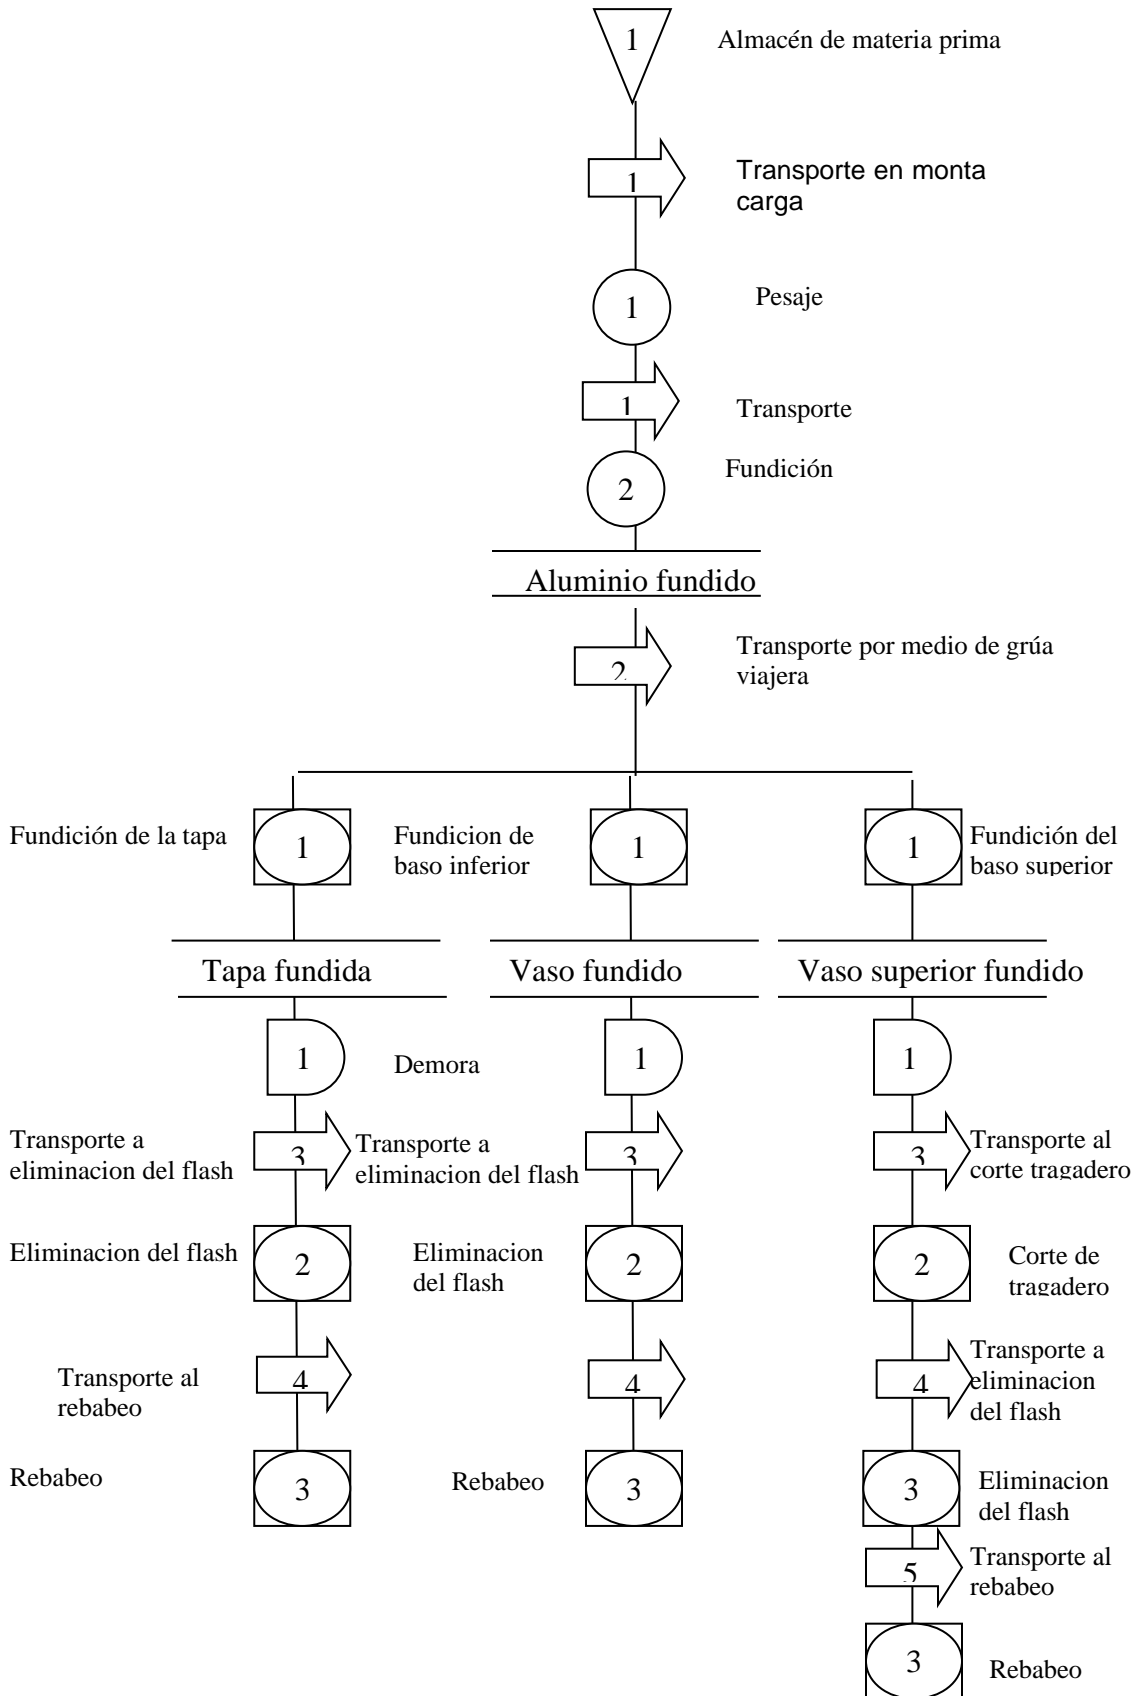 1
Almacén de materia prima
1
Transporte en monta
carga
1
Pesaje
1
Transporte
2
Fundición
Aluminio fundido
2
Transporte por medio de grúa
viajera
Fundición de la tapa
1
Fundicion de
baso inferior
1
1
Fundición del
baso superior
Tapa fundida
Vaso fundido
Vaso superior fundido
1
Demora
1
1
Transporte a
eliminacion del flash
3
Transporte a
eliminacion del flash
3
3
Transporte al
corte tragadero
Eliminacion del flash
2
Eliminacion
del flash
2
2
Corte de
tragadero
Transporte al
rebabeo
4
4
4
Transporte a
eliminacion
del flash
Rebabeo
3
Rebabeo
3
3
Eliminacion
del flash
5
Transporte al
rebabeo
3
Rebabeo